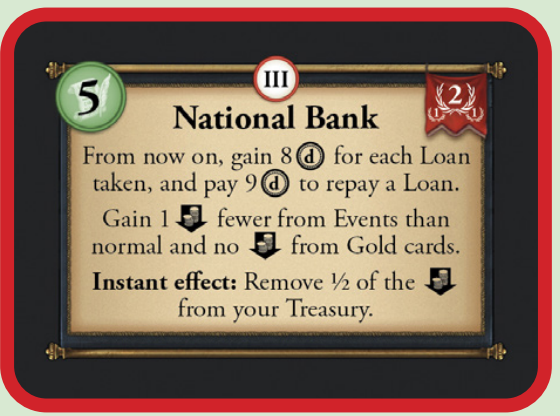 III
5
2
1 1
National Bank
From now on, gain 8 d for each Loan
taken, and pay 9 d to repay a Loan.
Gain 1 fewer from Events than
normal and no from Gold cards.
Instant effect: Remove ½ of the
from your Treasury.